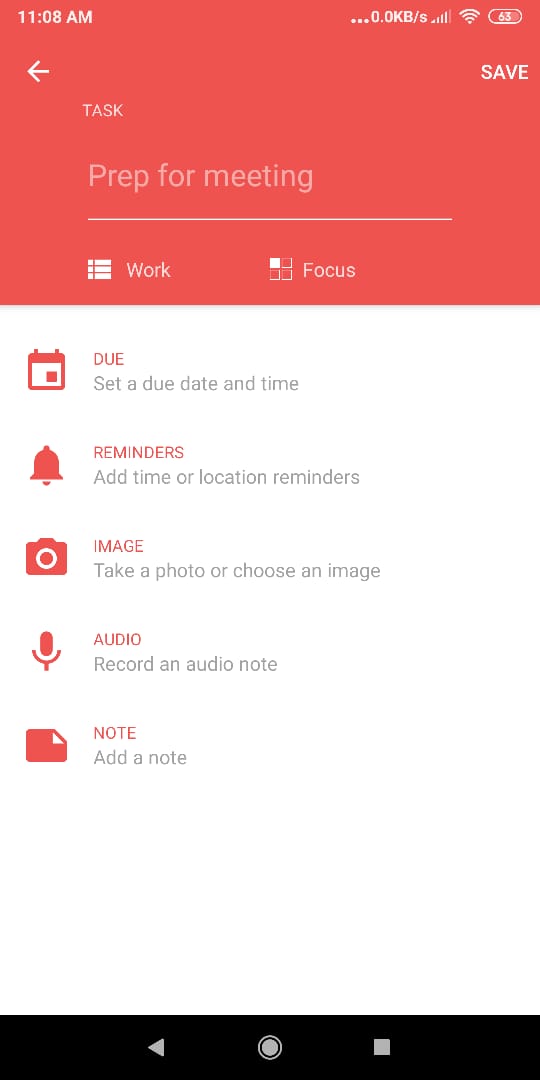 11:08 AM ...0.0KB/s 63
SAVE
TASK
Prep for meeting
Work Focus
DUE
Set a due date and time
REMINDERS
Add time or location reminders
IMAGE
Take a photo or choose an image
AUDIO
Record an audio note
NOTE
Add a note